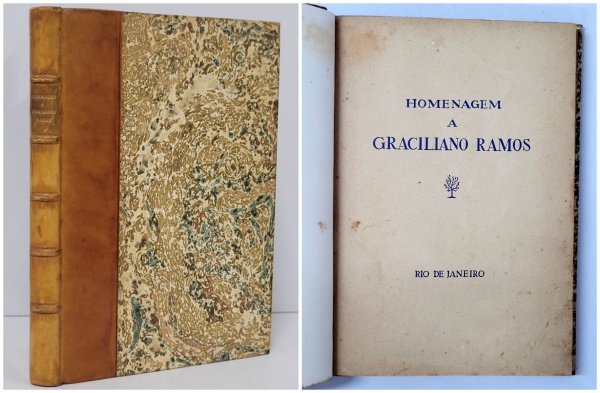 HOMENAGEM
A
GRACILIANO RAMOS
RIO DE JANEIRO